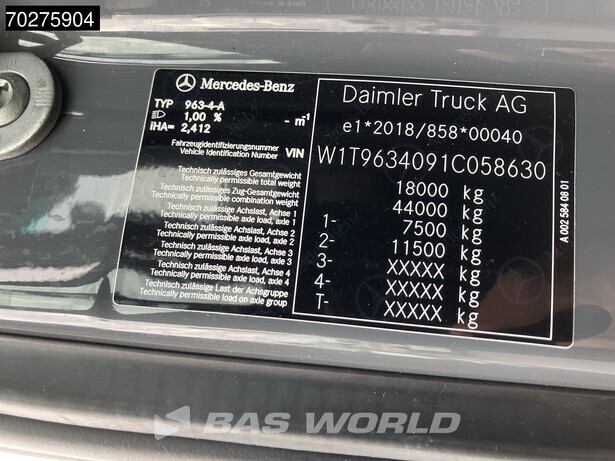 70275904
Mercedes-Benz
TYP 963-4-A
1,00 % - m-1
iHA= 2,412
Fahrzeugidentifizierungsnummer
Vehicle Identification Number VIN
Technisch zulässiges Gesamtgewicht
Technically permissible total weight
Technisch zulässiges Zug-Gesamtgewicht
Technically permissible combination weight
Technisch zulässige Achslast, Achse 1
Technically permissible axle load, axle 1
Technisch zulässige Achslast, Achse 2
Technically permissible axle load, axle 2
Technisch zulässige Achslast, Achse 3
Technically permissible axle load, axle 3
Technisch zulässige Achslast, Achse 4
Technically permissible axle load, axle 4
Technisch zulässige Last der Achsgruppe
Technically permissible load on axle group
Daimler Truck AG
e1*2018/858*00040
W1T9634091C058630
18000 kg
44000 kg
1- 7500 kg
2- 11500 kg
3- XXXXX kg
4- XXXXX kg
T- XXXXX kg
A 002 584 08 01
BAS WORLD